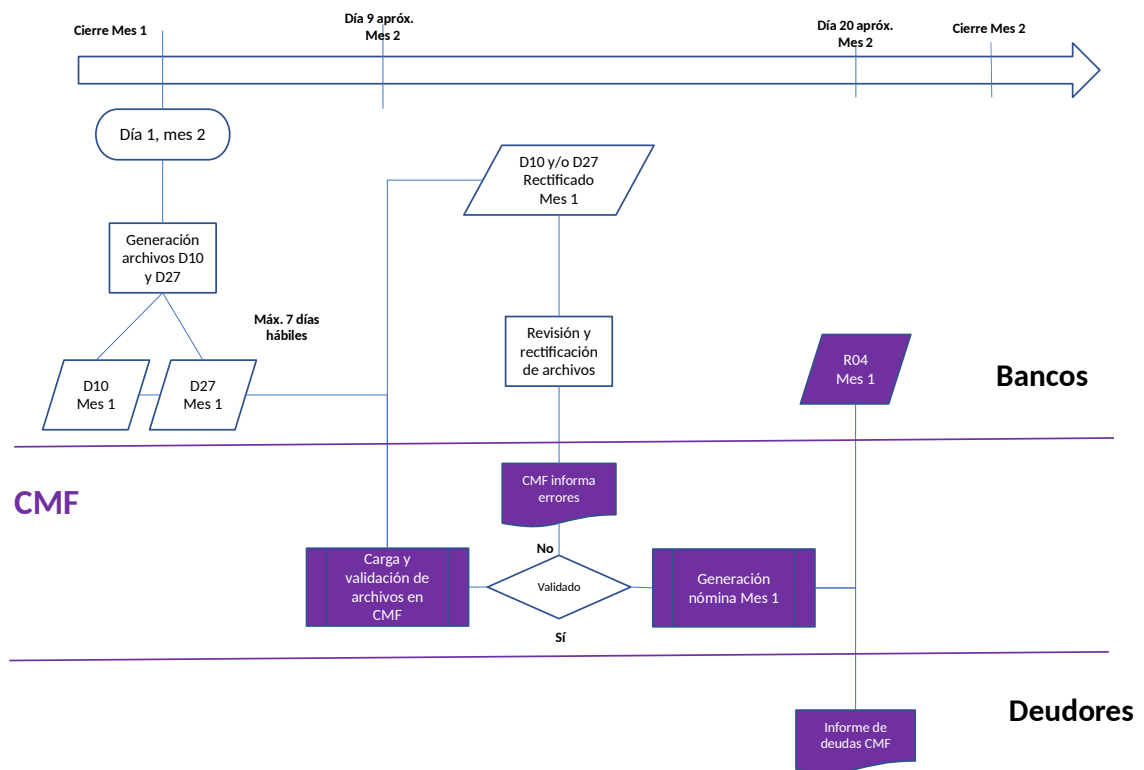 Cierre Mes 1
Día 9 apróx.
Mes 2
Día 20 apróx.
Mes 2
Cierre Mes 2
Día 1, mes 2
D10 y/o D27
Rectificado
Mes 1
Generación
archivos D10
y D27
Máx. 7 días
hábiles
Revisión y
rectificación
de archivos
D10
Mes 1
D27
Mes 1
R04
Mes 1
Bancos
CMF
CMF informa
errores
No
Carga y
validación de
archivos en
CMF
Validado
Generación
nómina Mes 1
Sí
Deudores
Informe de
deudas CMF